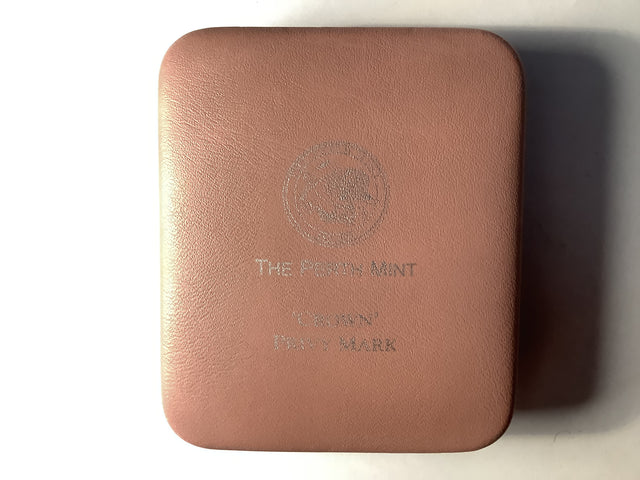 THE PERTH MINT
'CROWN'
PRIVY MARK